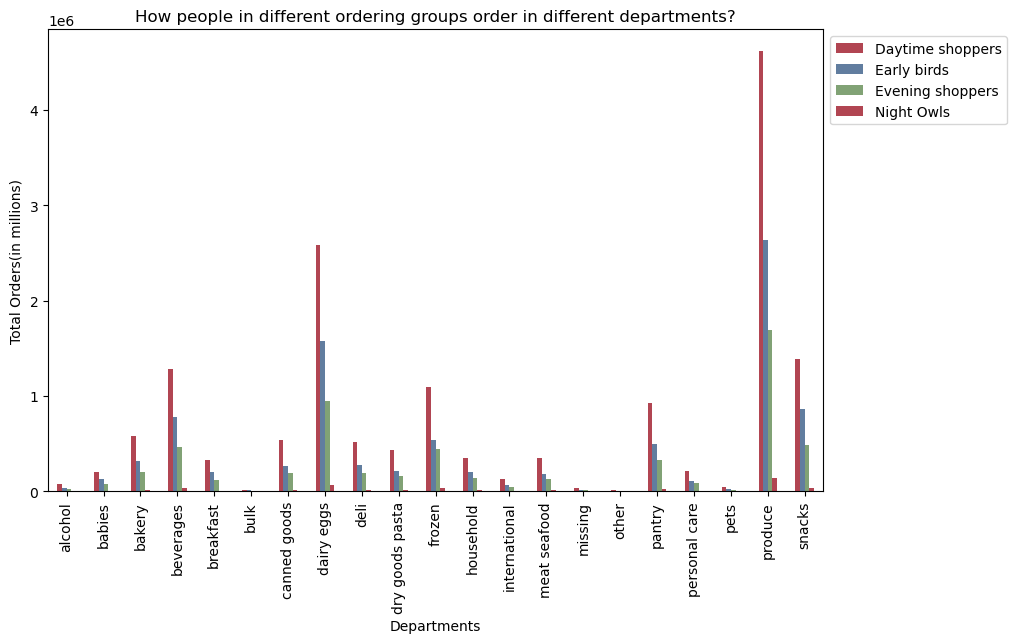 How people in different ordering groups order in different departments?
1e6
Daytime shoppers
Early birds
Evening shoppers
Night Owls
Total Orders(in millions)
4
3
2
1
0
alcohol
babies
bakery
beverages
breakfast
bulk
canned goods
dairy eggs
deli
dry goods pasta
frozen
household
international
meat seafood
missing
other
pantry
personal care
pets
produce
snacks
Departments